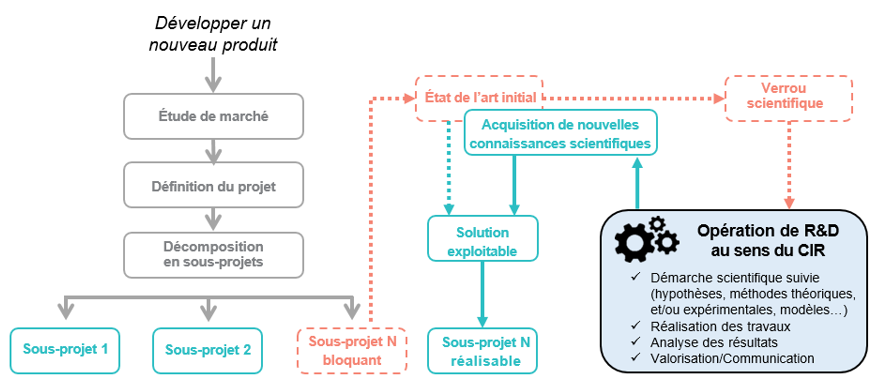 Développer un
nouveau produit
Étude de marché
Définition du projet
Décomposition
en sous-projets
Sous-projet 1
Sous-projet 2
Sous-projet N
bloquant
État de l'art initial
Acquisition de nouvelles
connaissances scientifiques
Verrou
scientifique
Solution
exploitable
Sous-projet N
réalisable
Opération de R&D
au sens du CIR
✓ Démarche scientifique suivie
(hypothèses, méthodes théoriques,
et/ou expérimentales, modèles…)
✓ Réalisation des travaux
✓ Analyse des résultats
✓ Valorisation/Communication